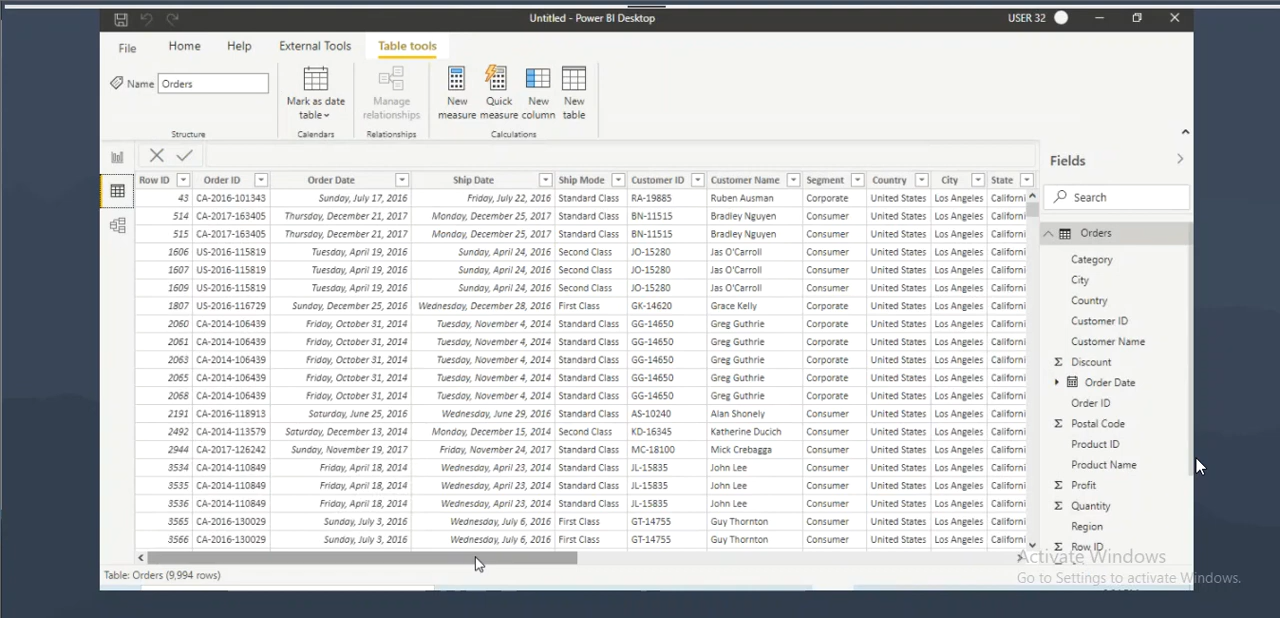 Untitled - Power BI Desktop USER 32
File Home Help External Tools Table tools
Name Orders
Mark as date table
Manage relationships
New measure
Quick measure
New column
New table
Structure Calendars Relationships Calculations
Fields
Search
Row ID Order ID Order Date Ship Date Ship Mode Customer ID Customer Name Segment Country City State
43 CA-2016-101343 Sunday, July 17, 2016 Friday, July 22, 2016 Standard Class RA-19885 Ruben Ausman Corporate United States Los Angeles Californi
514 CA-2017-163405 Thursday, December 21, 2017 Monday, December 25, 2017 Standard Class BN-11515 Bradley Nguyen Consumer United States Los Angeles Californi
515 CA-2017-163405 Thursday, December 21, 2017 Monday, December 25, 2017 Standard Class BN-11515 Bradley Nguyen Consumer United States Los Angeles Californi
1606 US-2016-115819 Tuesday, April 19, 2016 Sunday, April 24, 2016 Second Class JO-15280 Jas O'Carroll Consumer United States Los Angeles Californi
1607 US-2016-115819 Tuesday, April 19, 2016 Sunday, April 24, 2016 Second Class JO-15280 Jas O'Carroll Consumer United States Los Angeles Californi
1609 US-2016-115819 Tuesday, April 19, 2016 Sunday, April 24, 2016 Second Class JO-15280 Jas O'Carroll Consumer United States Los Angeles Californi
1807 US-2016-116729 Sunday, December 25, 2016 Wednesday, December 28, 2016 First Class GK-14620 Grace Kelly Corporate United States Los Angeles Californi
2060 CA-2014-106439 Friday, October 31, 2014 Tuesday, November 4, 2014 Standard Class GG-14650 Greg Guthrie Corporate United States Los Angeles Californi
2061 CA-2014-106439 Friday, October 31, 2014 Tuesday, November 4, 2014 Standard Class GG-14650 Greg Guthrie Corporate United States Los Angeles Californi
2063 CA-2014-106439 Friday, October 31, 2014 Tuesday, November 4, 2014 Standard Class GG-14650 Greg Guthrie Corporate United States Los Angeles Californi
2065 CA-2014-106439 Friday, October 31, 2014 Tuesday, November 4, 2014 Standard Class GG-14650 Greg Guthrie Corporate United States Los Angeles Californi
2068 CA-2014-106439 Friday, October 31, 2014 Tuesday, November 4, 2014 Standard Class GG-14650 Greg Guthrie Corporate United States Los Angeles Californi
2191 CA-2016-118913 Saturday, June 25, 2016 Wednesday, June 29, 2016 Standard Class AS-10240 Alan Shonely Consumer United States Los Angeles Californi
2492 CA-2014-113579 Saturday, December 13, 2014 Monday, December 15, 2014 Second Class KD-16345 Katherine Ducich Consumer United States Los Angeles Californi
2944 CA-2017-126242 Sunday, November 19, 2017 Friday, November 24, 2017 Standard Class MC-18100 Mick Crebagga Consumer United States Los Angeles Californi
3534 CA-2014-110849 Friday, April 18, 2014 Wednesday, April 23, 2014 Standard Class JL-15835 John Lee Consumer United States Los Angeles Californi
3535 CA-2014-110849 Friday, April 18, 2014 Wednesday, April 23, 2014 Standard Class JL-15835 John Lee Consumer United States Los Angeles Californi
3536 CA-2014-110849 Friday, April 18, 2014 Wednesday, April 23, 2014 Standard Class JL-15835 John Lee Consumer United States Los Angeles Californi
3565 CA-2016-130029 Sunday, July 3, 2016 Wednesday, July 6, 2016 First Class GT-14755 Guy Thornton Consumer United States Los Angeles Californi
3566 CA-2016-130029 Sunday, July 3, 2016 Wednesday, July 6, 2016 First Class GT-14755 Guy Thornton Consumer United States Los Angeles Californi
Orders
Category
City
Country
Customer ID
Customer Name
Σ Discount
Order Date
Order ID
Σ Postal Code
Product ID
Product Name
Σ Profit
Σ Quantity
Region
Σ Row ID
Activate Windows
Go to Settings to activate Windows.
Table: Orders (9,994 rows)